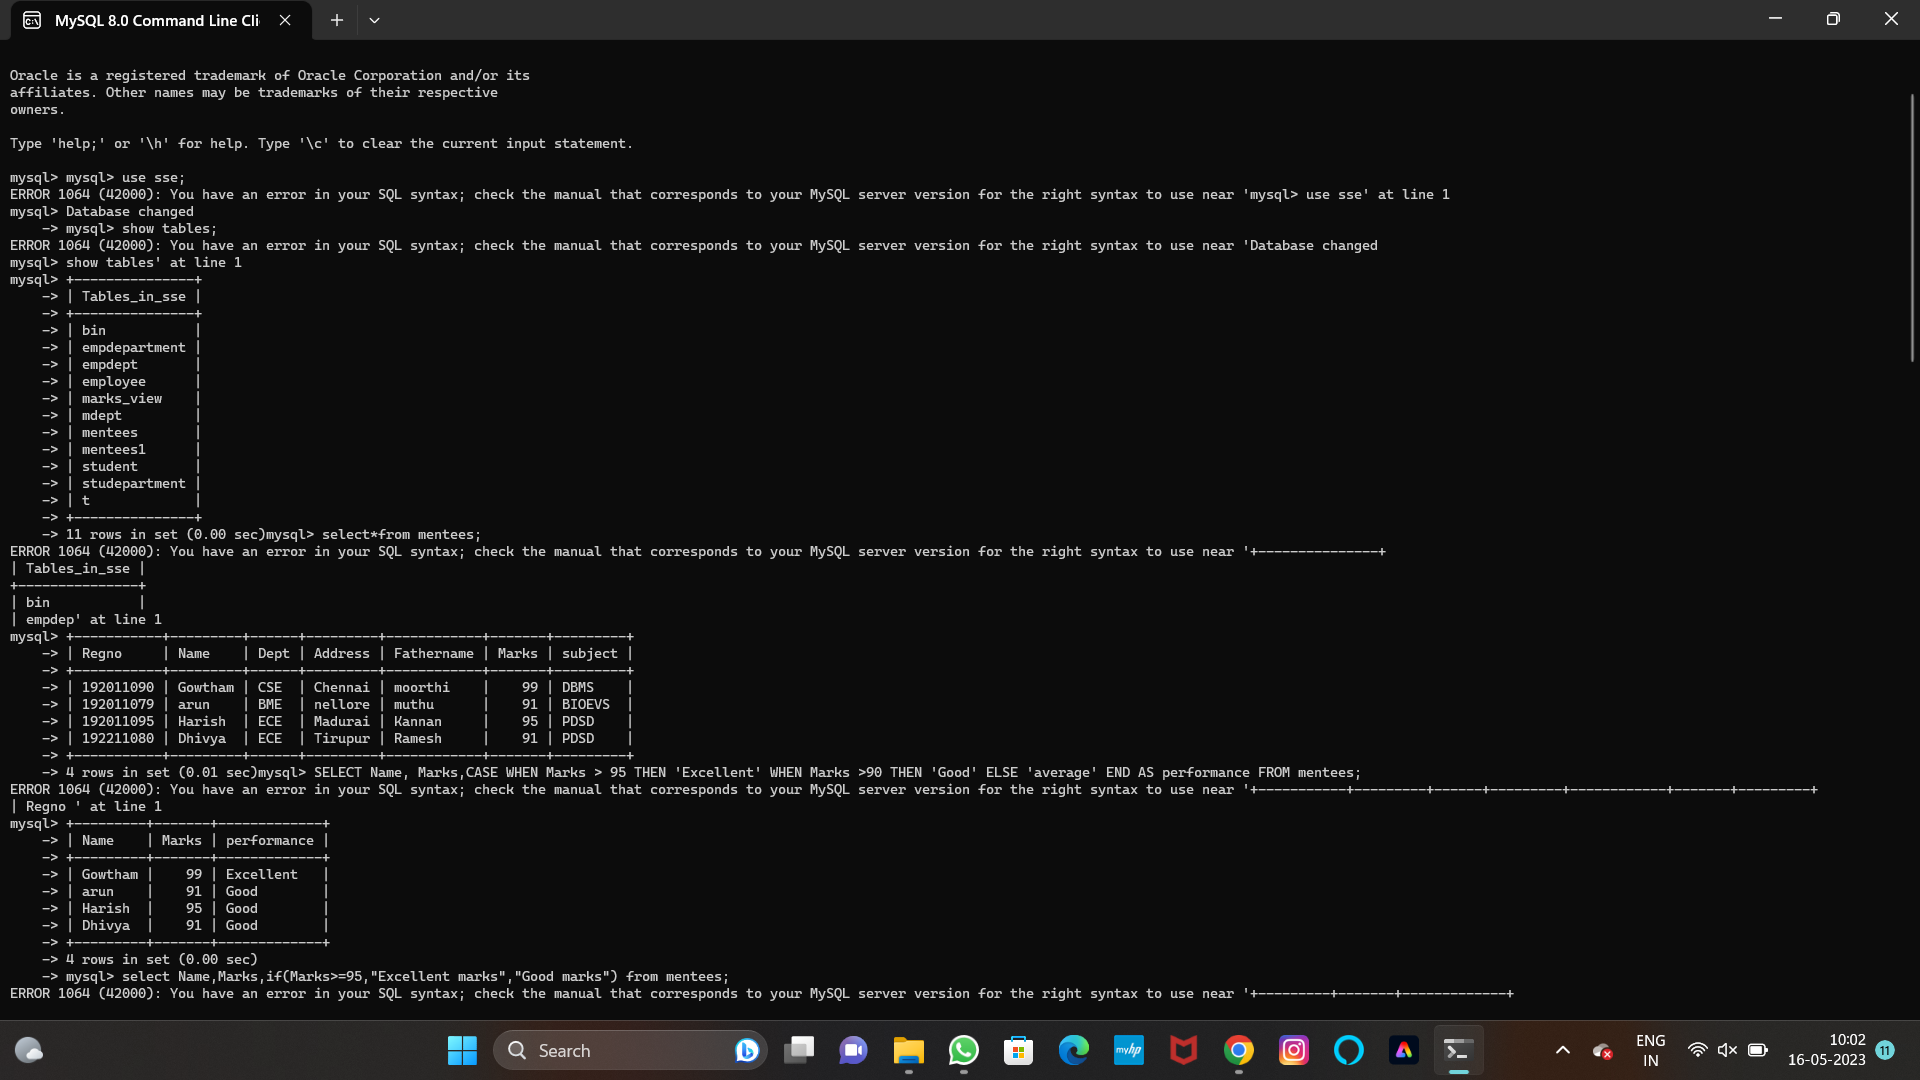 MySQL 8.0 Command Line Cli
Oracle is a registered trademark of Oracle Corporation and/or its
affiliates. Other names may be trademarks of their respective
owners.
Type 'help;' or '\h' for help. Type '\c' to clear the current input statement.
mysql> mysql> use sse;
ERROR 1064 (42000): You have an error in your SQL syntax; check the manual that corresponds to your MySQL server version for the right syntax to use near 'mysql> use sse' at line 1
mysql> Database changed
    -> mysql> show tables;
ERROR 1064 (42000): You have an error in your SQL syntax; check the manual that corresponds to your MySQL server version for the right syntax to use near 'Database changed
mysql> show tables' at line 1
mysql> +---------------+
    -> | Tables_in_sse |
    -> +---------------+
    -> | bin           |
    -> | empdepartment |
    -> | empdept       |
    -> | employee      |
    -> | marks_view    |
    -> | mdept         |
    -> | mentees       |
    -> | mentees1      |
    -> | student       |
    -> | studepartment |
    -> | t             |
    -> +---------------+
    -> 11 rows in set (0.00 sec)mysql> select*from mentees;
ERROR 1064 (42000): You have an error in your SQL syntax; check the manual that corresponds to your MySQL server version for the right syntax to use near '+---------------+
| Tables_in_sse |
+---------------+
| bin           |
| empdep' at line 1
mysql> +-----------+---------+------+---------+------------+-------+---------+
    -> | Regno     | Name    | Dept | Address | Fathername | Marks | subject |
    -> +-----------+---------+------+---------+------------+-------+---------+
    -> | 192011090 | Gowtham | CSE  | Chennai | moorthi    |    99 | DBMS    |
    -> | 192011079 | arun    | BME  | nellore | muthu      |    91 | BIOEVS  |
    -> | 192011095 | Harish  | ECE  | Madurai | Kannan     |    95 | PDSD    |
    -> | 192211080 | Dhivya  | ECE  | Tirupur | Ramesh     |    91 | PDSD    |
    -> +-----------+---------+------+---------+------------+-------+---------+
    -> 4 rows in set (0.01 sec)mysql> SELECT Name, Marks,CASE WHEN Marks > 95 THEN 'Excellent' WHEN Marks >90 THEN 'Good' ELSE 'average' END AS performance FROM mentees;
ERROR 1064 (42000): You have an error in your SQL syntax; check the manual that corresponds to your MySQL server version for the right syntax to use near '+-----------+---------+------+---------+------------+-------+---------+
| Regno ' at line 1
mysql> +---------+-------+-------------+
    -> | Name    | Marks | performance |
    -> +---------+-------+-------------+
    -> | Gowtham |    99 | Excellent   |
    -> | arun    |    91 | Good        |
    -> | Harish  |    95 | Good        |
    -> | Dhivya  |    91 | Good        |
    -> +---------+-------+-------------+
    -> 4 rows in set (0.00 sec)
    -> mysql> select Name,Marks,if(Marks>=95,"Excellent marks","Good marks") from mentees;
ERROR 1064 (42000): You have an error in your SQL syntax; check the manual that corresponds to your MySQL server version for the right syntax to use near '+---------+-------+-------------+
Search
myhp
ENG
IN
10:02
16-05-2023
11